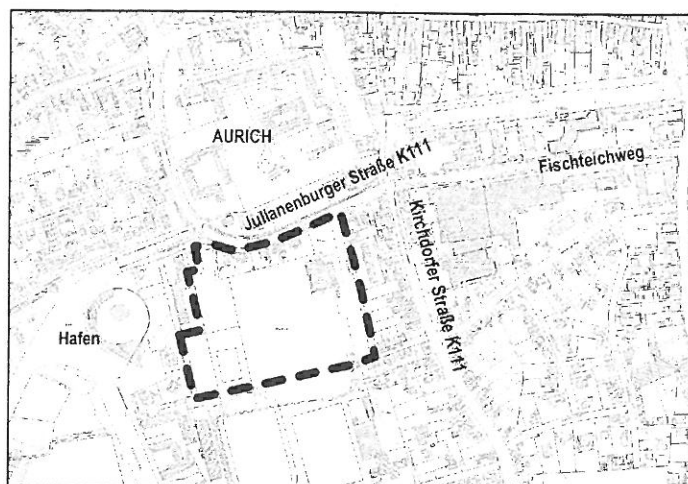 AURICH
Julianenburger Straße K111
Fischteichweg
Kirchdorfer Straße K111
Hafen